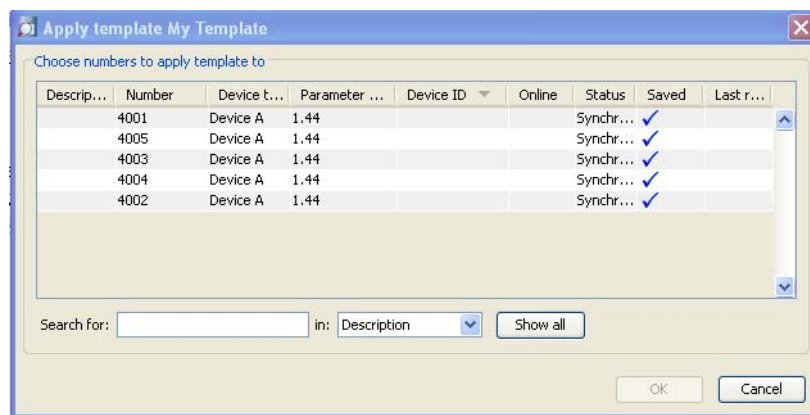 Apply template My Template
Choose numbers to apply template to
Descrip... Number Device t... Parameter ... Device ID Online Status Saved Last r...
4001 Device A 1.44 Synchr...
4005 Device A 1.44 Synchr...
4003 Device A 1.44 Synchr...
4004 Device A 1.44 Synchr...
4002 Device A 1.44 Synchr...
Search for: in: Description Show all
OK Cancel